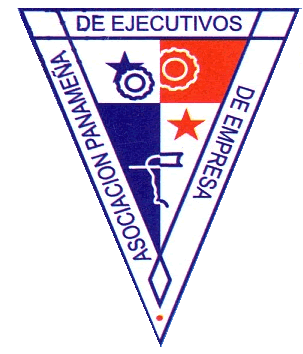 ASOCIACION PANAMEÑA
DE EJECUTIVOS
DE EMPRESA